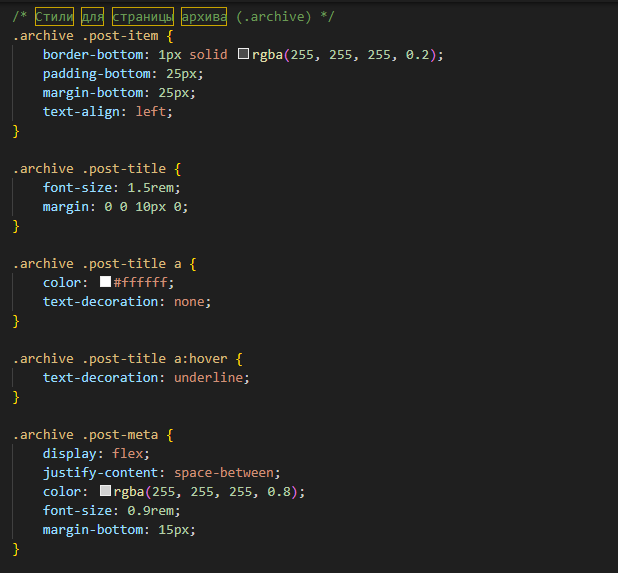 /* Стили для страницы архива (.archive) */
.archive .post-item {
    border-bottom: 1px solid rgba(255, 255, 255, 0.2);
    padding-bottom: 25px;
    margin-bottom: 25px;
    text-align: left;
}

.archive .post-title {
    font-size: 1.5rem;
    margin: 0 0 10px 0;
}

.archive .post-title a {
    color: #ffffff;
    text-decoration: none;
}

.archive .post-title a:hover {
    text-decoration: underline;
}

.archive .post-meta {
    display: flex;
    justify-content: space-between;
    color: rgba(255, 255, 255, 0.8);
    font-size: 0.9rem;
    margin-bottom: 15px;
}